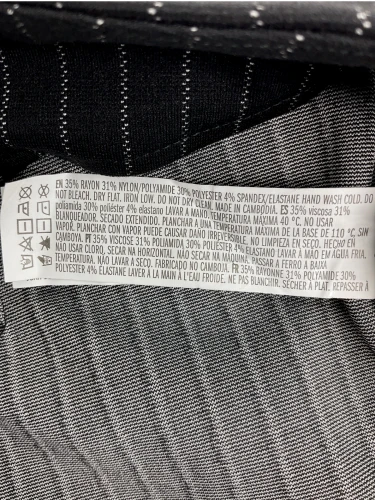 EN 35% RAYON 31% NYLON/POLYAMIDE 30% POLYESTER 4% SPANDEX/ELASTANE HAND WASH COLD. DO
NOT BLEACH. DRY FLAT. IRON LOW. DO NOT DRY CLEAN. MADE IN CAMBODIA. ES 35% viscosa 31%
poliamida 30% poliéster 4% elastano LAVAR A MANO. TEMPERATURA MÁXIMA 40 °C. NO USAR
BLANQUEADOR. SECADO EXTENDIDO. PLANCHAR A UNA TEMPERATURA MÁXIMA DE LA BASE DE 110 °C, SIN
VAPOR. PLANCHAR CON VAPOR PUEDE CAUSAR DAÑO IRREVERSIBLE. NO LIMPIEZA EN SECO. HECHO EN
CAMBOYA. PT 35% VISCOSE 31% POLIAMIDA 30% POLIÉSTER 4% ELASTANO LAVAR À MÃO EM ÁGUA FRIA.
NÃO USAR CLORO. SECAR NA HORIZONTAL. NÃO SECAR NA MÁQUINA. PASSAR A FERRO A BAIXA
TEMPERATURA. NÃO LAVAR A SECO. FABRICADO NO CAMBOJA. FR 35% RAYONNE 31% POLYAMIDE 30%
POLYESTER 4% ÉLASTANE LAVER À LA MAIN À L'EAU FROIDE. NE PAS BLANCHIR. SÉCHER À PLAT. REPASSER À